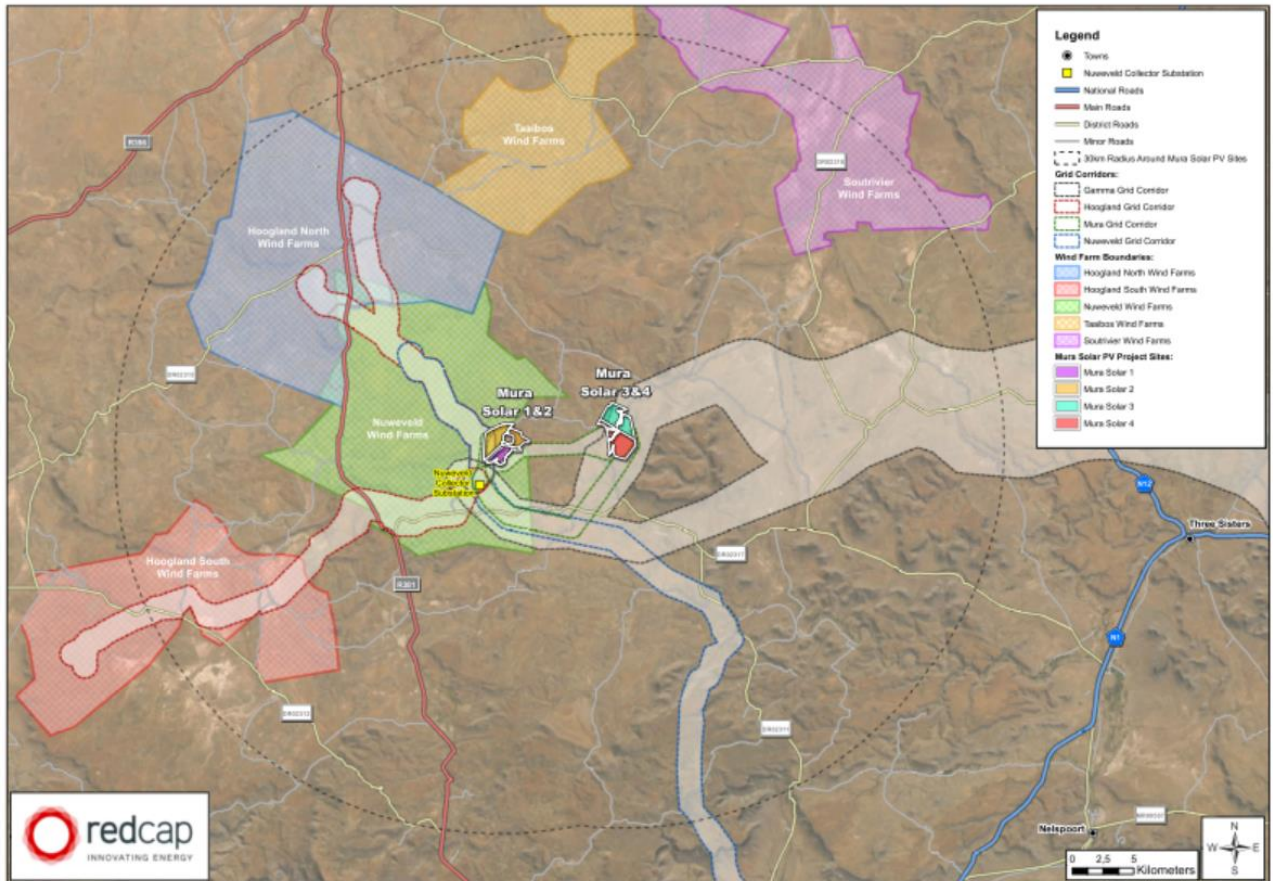 Legend
Towns
Nuweveld Collector Substation
National Roads
Main Roads
District Roads
Minor Roads
30km Radius Around Mura Solar PV Sites
Grid Corridors:
Gamma Grid Corridor
Hoogland Grid Corridor
Mura Grid Corridor
Nuweveld Grid Corridor
Wind Farm Boundaries:
Hoogland North Wind Farms
Hoogland South Wind Farms
Nuweveld Wind Farms
Taaibos Wind Farms
Soutrivier Wind Farms
Mura Solar PV Project Sites:
Mura Solar 1
Mura Solar 2
Mura Solar 3
Mura Solar 4
Taaibos
Wind Farms
Soutrivier
Wind Farms
Hoogland North
Wind Farms
Mura
Solar 3&4
Mura
Solar 1&2
Nuweveld
Wind Farms
Nuweveld
Collector
Substation
N12
Three Sisters
DR02317
Hoogland South
Wind Farms
R381
N1
DR02312
Nelspoort
redcap
INNOVATING ENERGY
0 2,5 5
Kilometers
N
W E
S